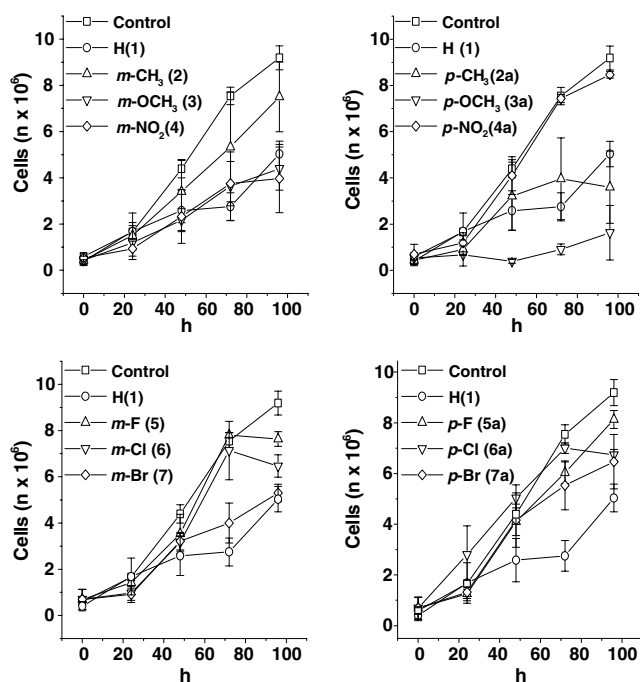 Control
H(1)
m-CH₃ (2)
m-OCH₃ (3)
m-NO₂(4)
Cells (n x 10⁶)
10
8
6
4
2
0
0 20 40 60 80 100
h
Control
H (1)
p-CH₃(2a)
p-OCH₃ (3a)
p-NO₂(4a)
Cells (n x 10⁶)
10
8
6
4
2
0
0 20 40 60 80 100
h
Control
H(1)
m-F (5)
m-Cl (6)
m-Br (7)
Cells (n x 10⁶)
10
8
6
4
2
0
0 20 40 60 80 100
h
Control
H(1)
p-F (5a)
p-Cl (6a)
p-Br (7a)
Cells (n x 10⁶)
10
8
6
4
2
0
0 20 40 60 80 100
h